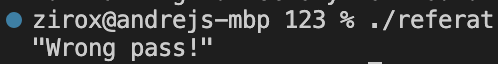 zirox@andrejs-mbp 123 % ./referat
"Wrong pass!"